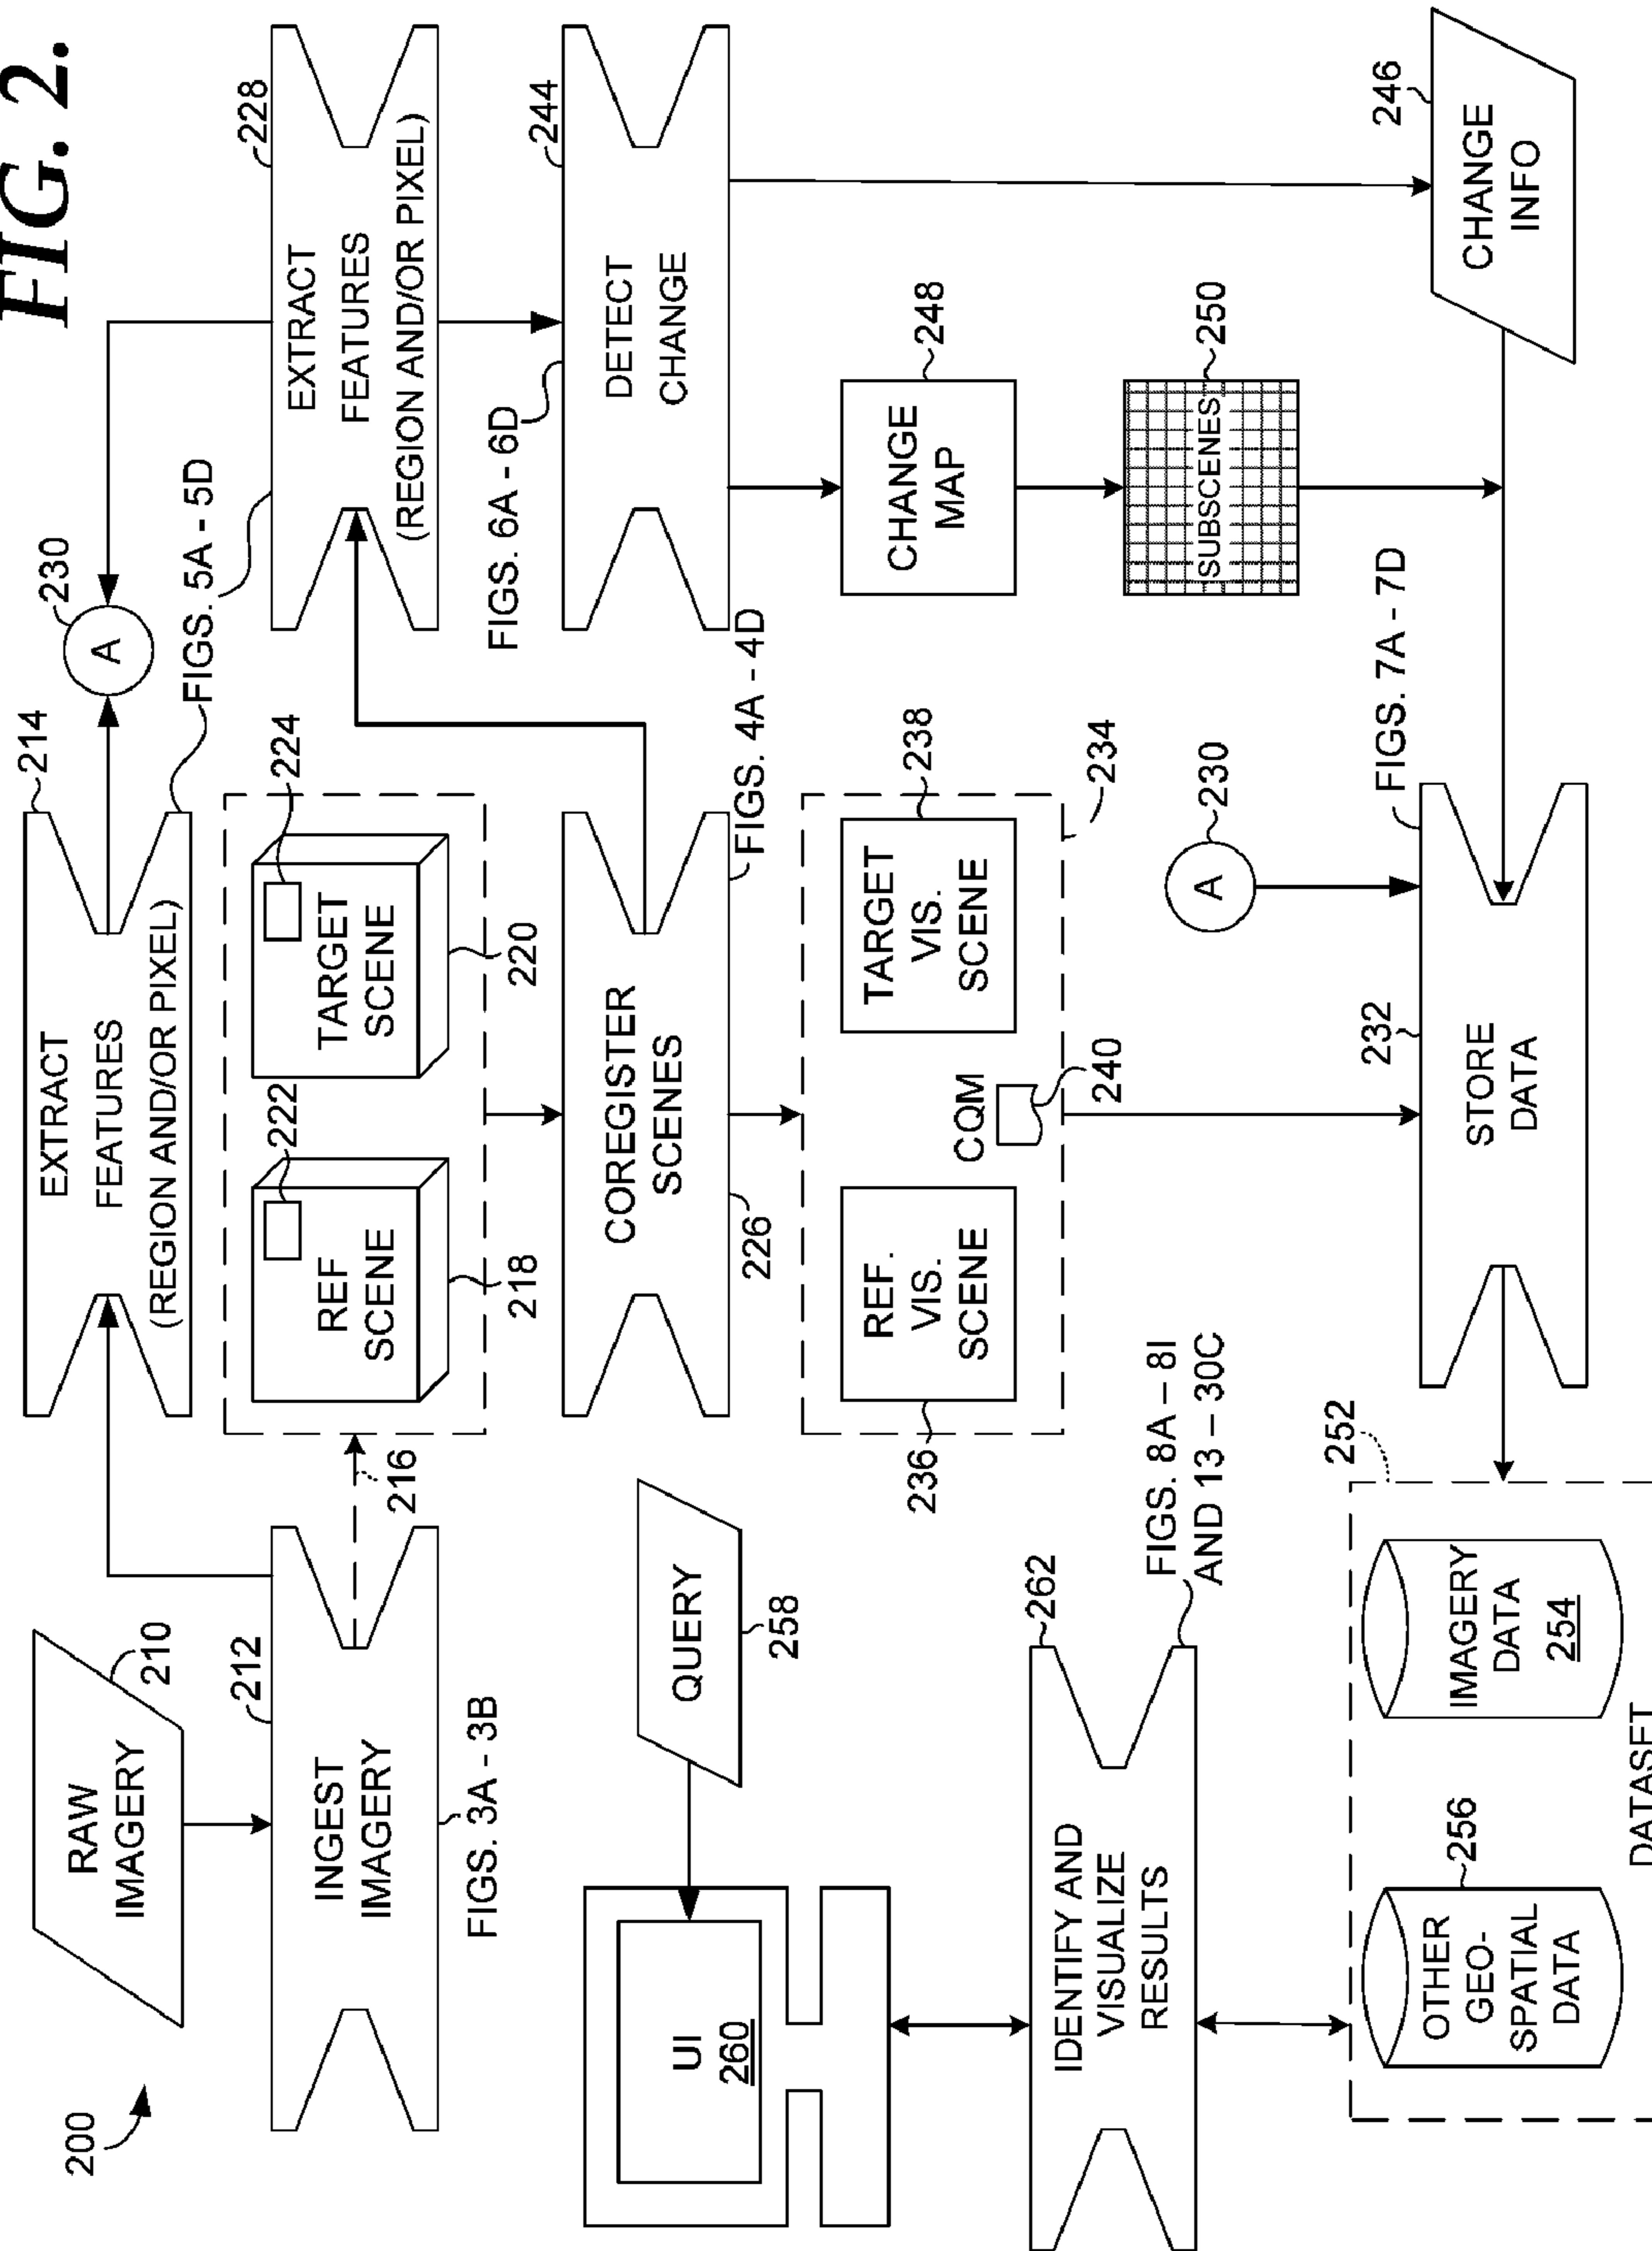 FIG. 2.
200
RAW
IMAGERY
210
212
INGEST
IMAGERY
FIGS. 3A - 3B
216
EXTRACT
FEATURES
(REGION AND/OR PIXEL)
214
FIGS. 5A - 5D
A
230
EXTRACT
FEATURES
(REGION AND/OR PIXEL)
228
REF
SCENE
222
218
TARGET
SCENE
224
220
COREGISTER
SCENES
226
FIGS. 4A - 4D
FIGS. 6A - 6D
DETECT
CHANGE
244
QUERY
258
UI
260
REF.
VIS.
SCENE
236
CQM
240
TARGET
VIS.
SCENE
238
234
CHANGE
MAP
248
SUBSCENES
250
A
230
IDENTIFY AND
VISUALIZE
RESULTS
262
FIGS. 8A – 8I
AND 13 – 30C
STORE
DATA
232
FIGS. 7A - 7D
CHANGE
INFO
246
252
OTHER
GEO-
SPATIAL
DATA
256
IMAGERY
DATA
254
DATASET